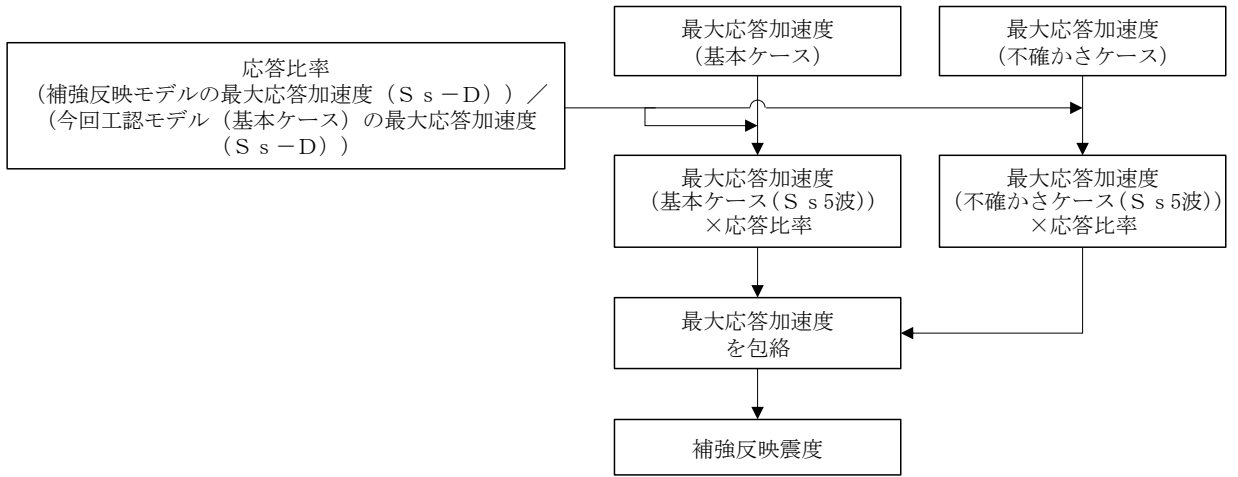 最大応答加速度
(基本ケース)
最大応答加速度
(不確かさケース)
応答比率
(補強反映モデルの最大応答加速度(Ss-D))/
(今回工認モデル(基本ケース)の最大応答加速度
(Ss-D))
最大応答加速度
(基本ケース(Ss5波))
×応答比率
最大応答加速度
(不確かさケース(Ss5波))
×応答比率
最大応答加速度
を包絡
補強反映震度